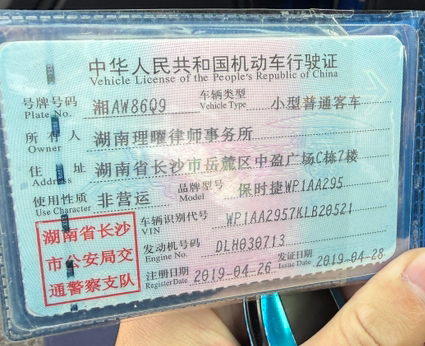 中华人民共和国机动车行驶证
Vehicle License of the People's Republic of China
号牌号码 湘AW86Q9 车辆类型 小型普通客车
Plate No. Vehicle Type
所有人 湖南理曜律师事务所
Owner
住址 湖南省长沙市岳麓区中盈广场C栋7楼
Address
使用性质 非营运 品牌型号 保时捷WP1AA295
Use Character Model
湖南省长沙
市公安局交
通警察支队
车辆识别代号 WP1AA2957KLB20521
VIN
发动机号码 DLH030713
Engine No.
注册日期 2019-04-26 发证日期 2019-04-28
Register Date Issue Date